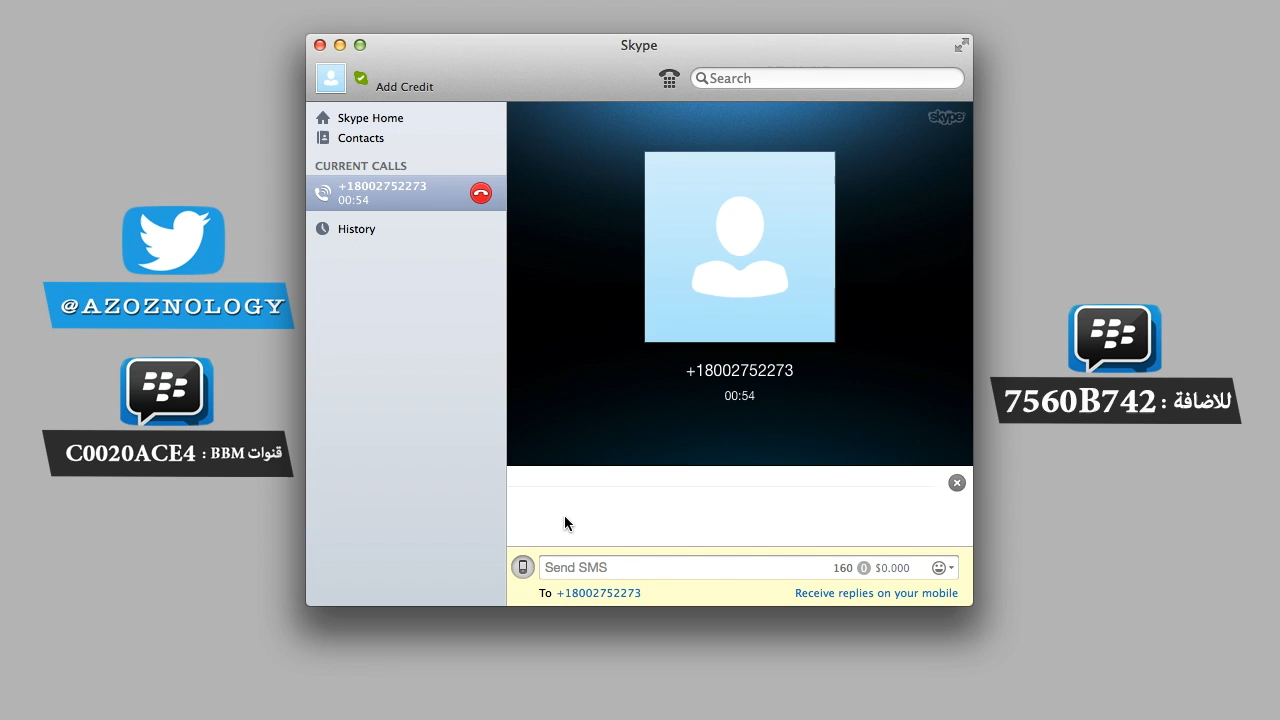 Skype
Add Credit
Search
Skype Home
Contacts
CURRENT CALLS
+18002752273
00:54
History
skype
+18002752273
00:54
Send SMS
160 0 $0.000
To +18002752273
Receive replies on your mobile
@AZOZNOLOGY
قنوات BBM : C0020ACE4
للاضافة : 7560B742